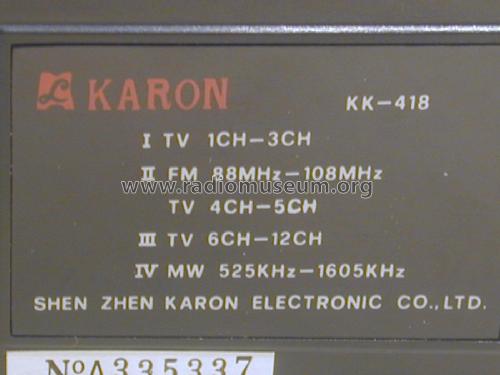 KARON KK-418
I TV 1CH-3CH
II FM 88MHz-108MHz
www.radiomuseum.org
TV 4CH-5CH
III TV 6CH-12CH
IV MW 525KHz-1605KHz
SHEN ZHEN KARON ELECTRONIC CO.,LTD.
NoA335337